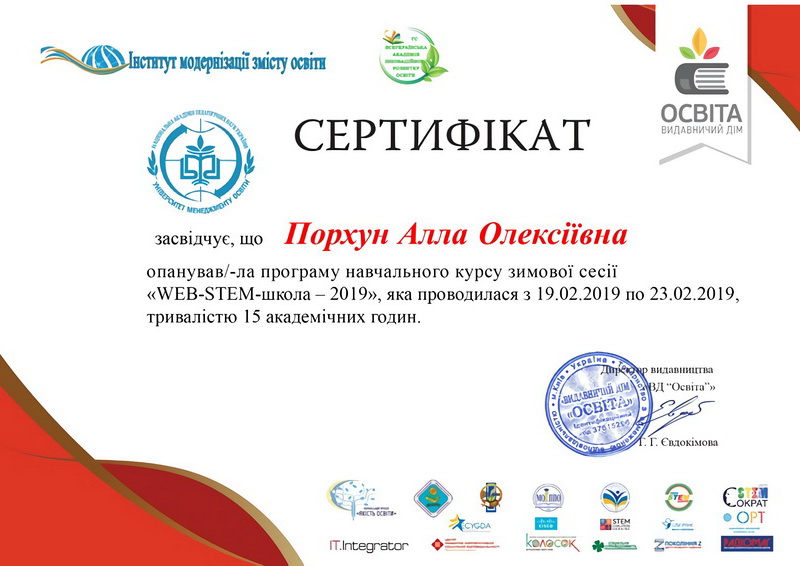 Інститут модернізації змісту освіти
ГС
ВСЕУКРАЇНСЬКА
АКАДЕМІЯ
ІННОВАЦІЙНОГО
РОЗВИТКУ
ОСВІТИ
ОСВІТА
ВИДАВНИЧИЙ ДІМ
НАЦІОНАЛЬНА АКАДЕМІЯ ПЕДАГОГІЧНИХ НАУК УКРАЇНИ
УНІВЕРСИТЕТ МЕНЕДЖМЕНТУ ОСВІТИ
СЕРТИФІКАТ
засвідчує, що Порхун Алла Олексіївна
опанував/-ла програму навчального курсу зимової сесії
«WEB-STEM-школа – 2019», яка проводилася з 19.02.2019 по 23.02.2019,
тривалістю 15 академічних годин.
Директор видавництва
ВД “Освіта”»
Г. Г. Євдокімова
Україна
м.Київ
«ВИДАВНИЧИЙ ДІМ
«ОСВІТА»
«ЯКІСТЬ ОСВІТИ»
CYGDA
CISCO
STEM
STEM
СОКРАТ
ОРТ
IT.Integrator
КОЛОСОК
ПОКОЛІННЯ Z
РАДІОМАГ